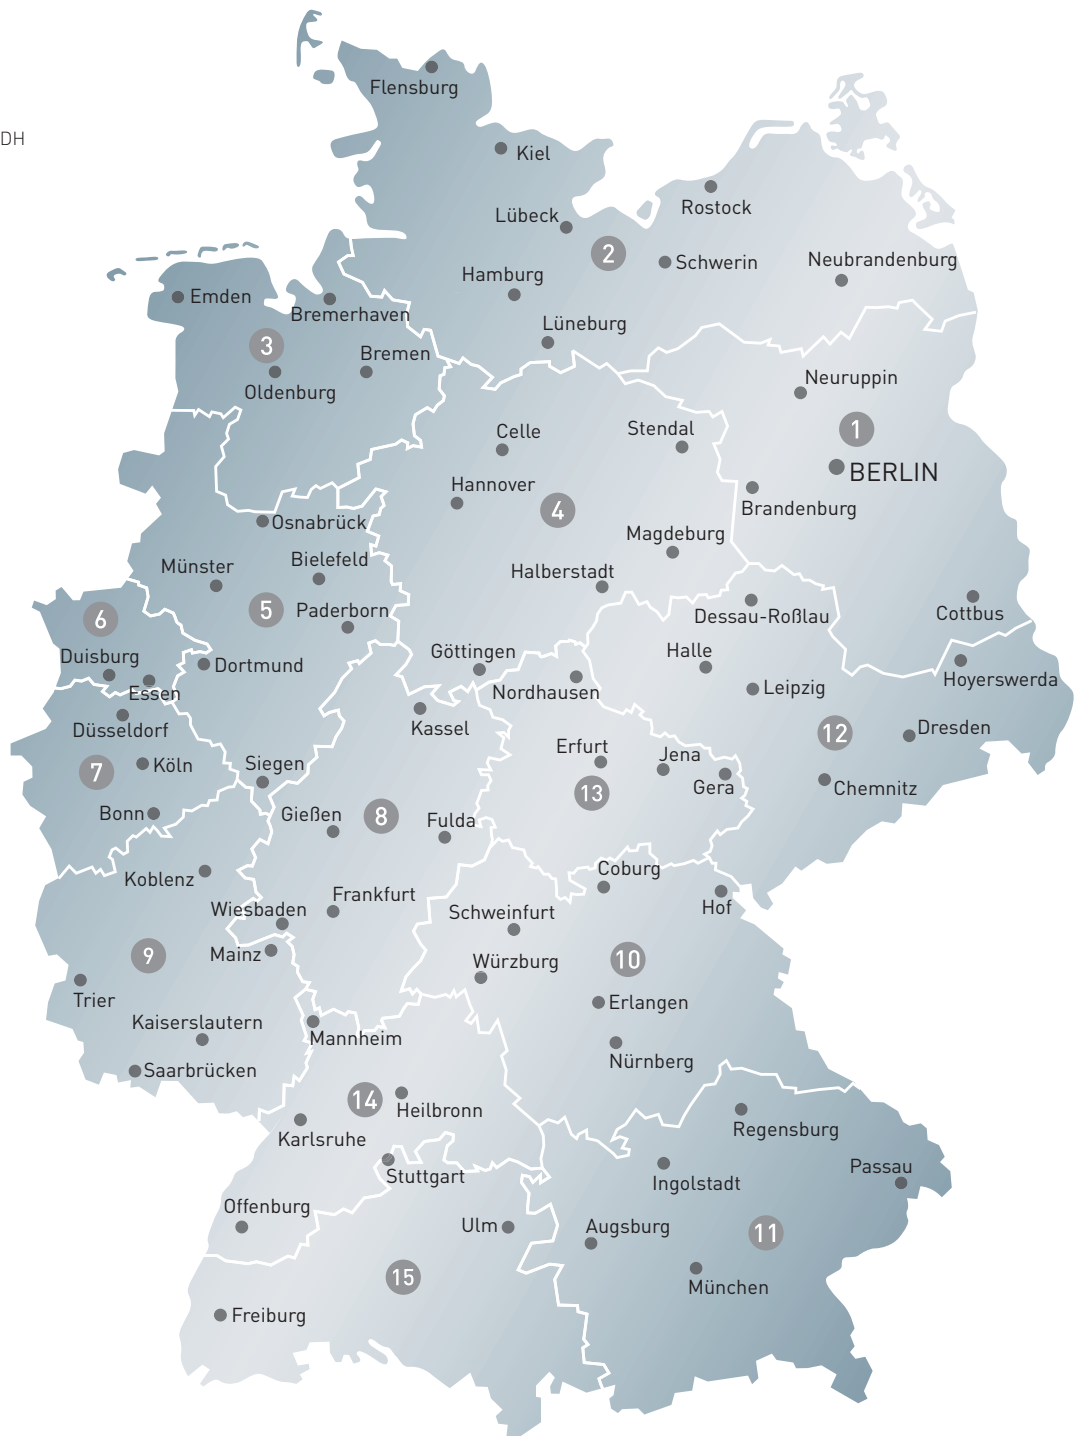 Flensburg
DH
Kiel
Rostock
Lübeck
2
Schwerin
Neubrandenburg
Hamburg
Emden
Bremerhaven
Lüneburg
3
Bremen
Oldenburg
Neuruppin
Celle
Stendal
1
BERLIN
Hannover
4
Brandenburg
Osnabrück
Magdeburg
Münster
Bielefeld
Halberstadt
6
5
Paderborn
Dessau-Roßlau
Cottbus
Duisburg
Dortmund
Göttingen
Halle
Hoyerswerda
Essen
Nordhausen
Leipzig
Düsseldorf
Kassel
12
Dresden
7
Köln
Siegen
Erfurt
Jena
13
Gera
Chemnitz
Bonn
Gießen
8
Fulda
Koblenz
Coburg
Wiesbaden
Frankfurt
Schweinfurt
Hof
9
Mainz
Würzburg
10
Trier
Erlangen
Kaiserslautern
Mannheim
Saarbrücken
Nürnberg
14
Heilbronn
Karlsruhe
Regensburg
Stuttgart
Ingolstadt
Passau
Offenburg
Ulm
Augsburg
11
15
München
Freiburg